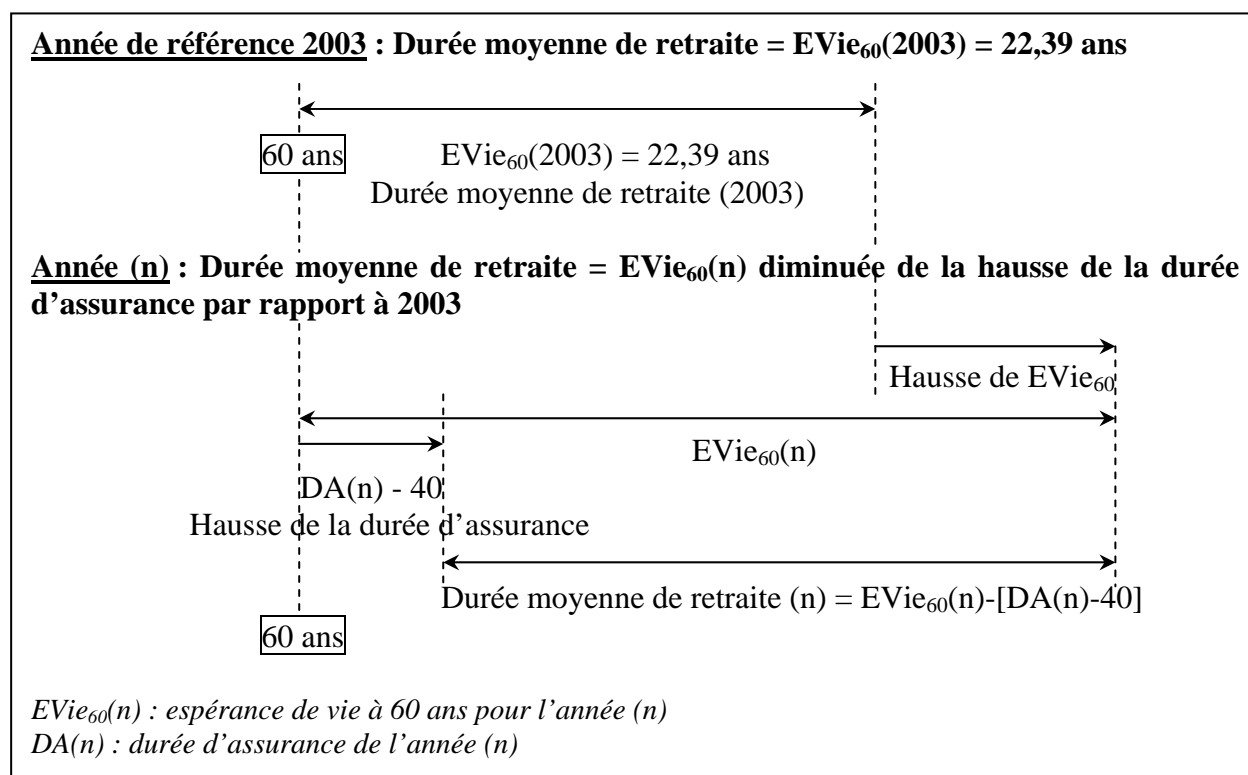 Année de référence 2003 : Durée moyenne de retraite = EVie₆₀(2003) = 22,39 ans
60 ans
EVie₆₀(2003) = 22,39 ans
Durée moyenne de retraite (2003)
Année (n) : Durée moyenne de retraite = EVie₆₀(n) diminuée de la hausse de la durée
d’assurance par rapport à 2003
Hausse de EVie₆₀
EVie₆₀(n)
DA(n) - 40
Hausse de la durée d’assurance
Durée moyenne de retraite (n) = EVie₆₀(n)-[DA(n)-40]
60 ans
EVie₆₀(n) : espérance de vie à 60 ans pour l’année (n)
DA(n) : durée d’assurance de l’année (n)